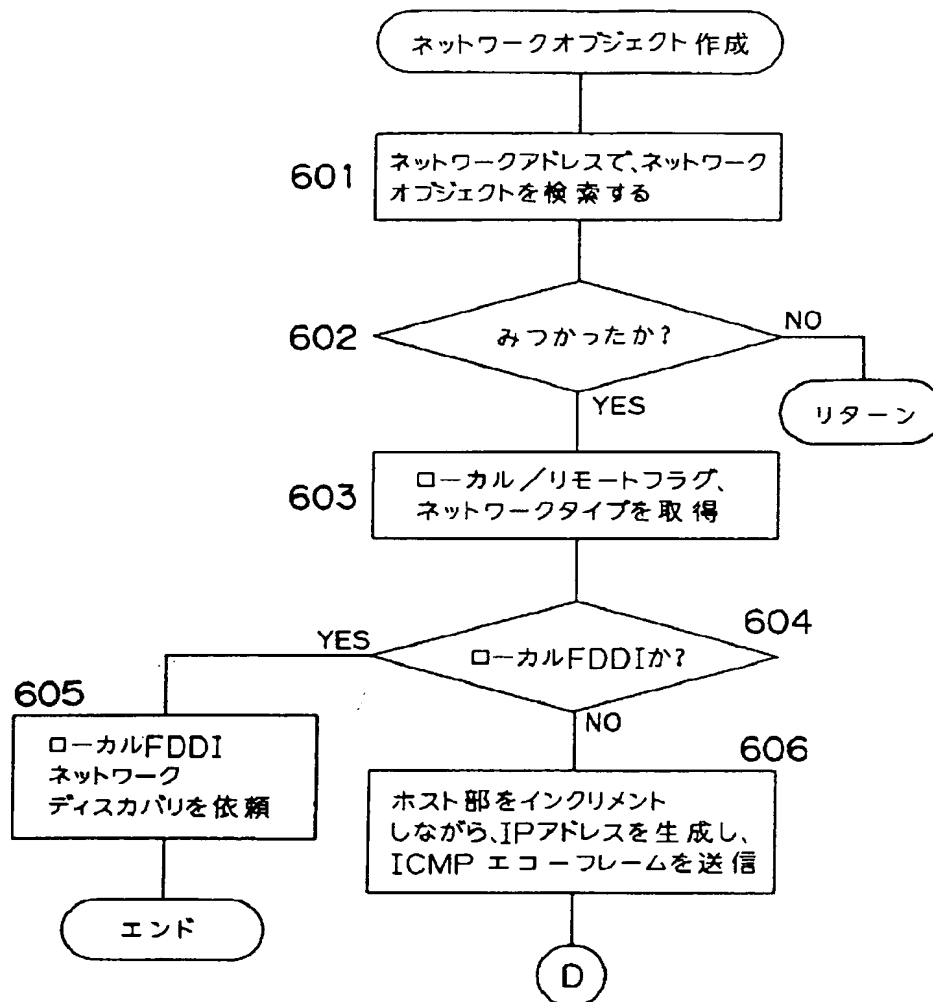 ネットワークオブジェクト作成
601
ネットワークアドレスで、ネットワーク
オブジェクトを検索する
602
みつかったか?
NO
YES
リターン
603
ローカル/リモートフラグ、
ネットワークタイプを取得
604
YES
ローカルFDDIか?
NO
605
ローカルFDDI
ネットワーク
ディスカバリを依頼
606
ホスト部をインクリメント
しながら、IPアドレスを生成し、
ICMP エコーフレームを送信
エンド
D